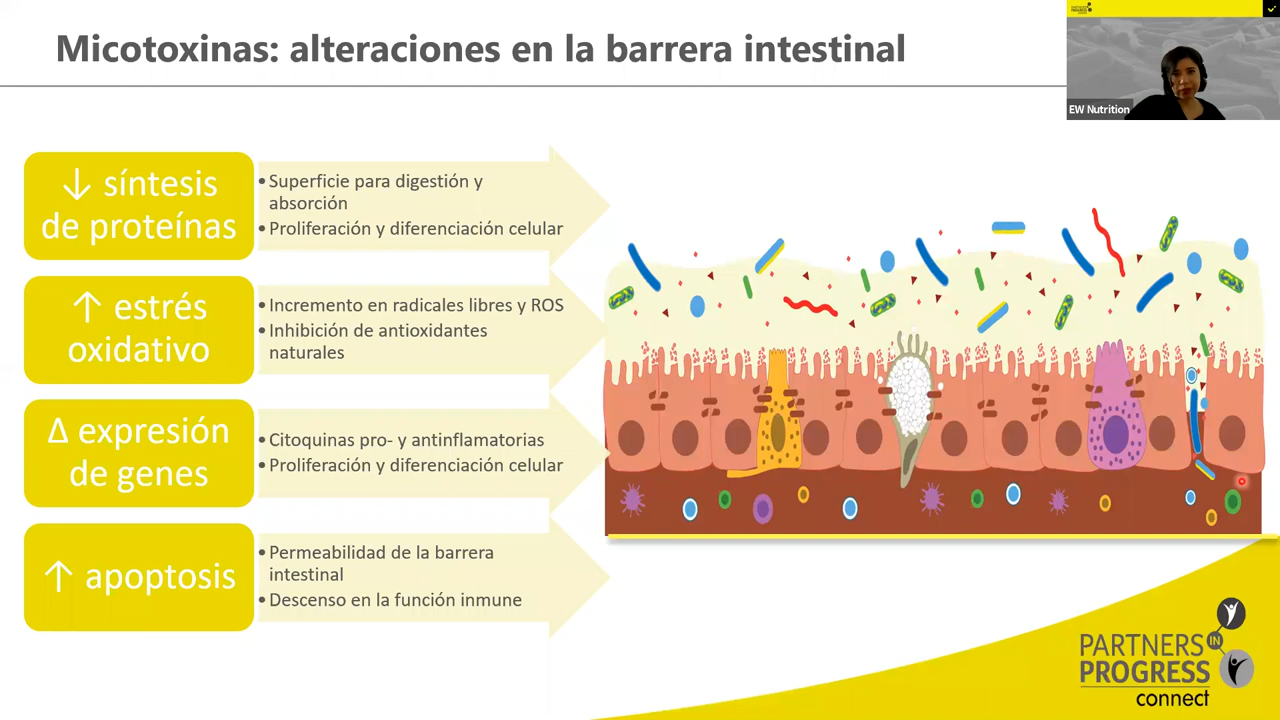 Micotoxinas: alteraciones en la barrera intestinal
EW Nutrition
↓ síntesis
de proteínas
• Superficie para digestión y
absorción
• Proliferación y diferenciación celular
↑ estrés
oxidativo
• Incremento en radicales libres y ROS
• Inhibición de antioxidantes
naturales
Δ expresión
de genes
• Citoquinas pro- y antinflamatorias
• Proliferación y diferenciación celular
↑ apoptosis
• Permeabilidad de la barrera
intestinal
• Descenso en la función inmune
PARTNERS IN
PROGRESS
connect